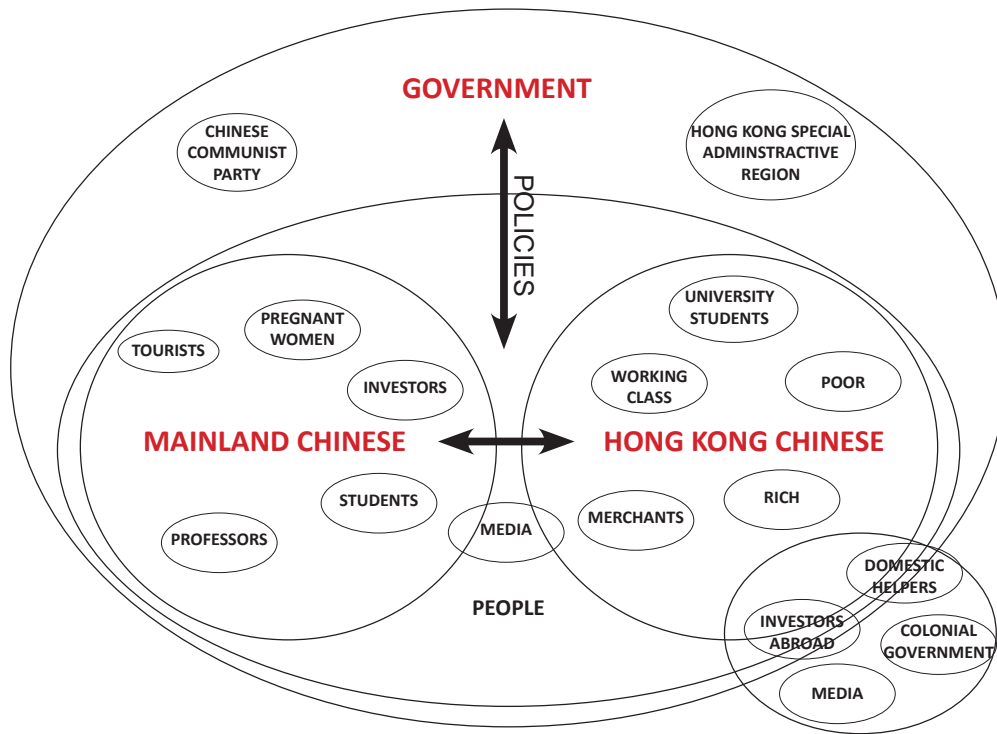 GOVERNMENT
CHINESE
COMMUNIST
PARTY
HONG KONG SPECIAL
ADMINSTRACTIVE
REGION
POLICIES
UNIVERSITY
STUDENTS
PREGNANT
WOMEN
TOURISTS
INVESTORS
WORKING
CLASS
POOR
MAINLAND CHINESE
HONG KONG CHINESE
STUDENTS
RICH
PROFESSORS
MEDIA
MERCHANTS
PEOPLE
DOMESTIC
HELPERS
INVESTORS
ABROAD
COLONIAL
GOVERNMENT
MEDIA